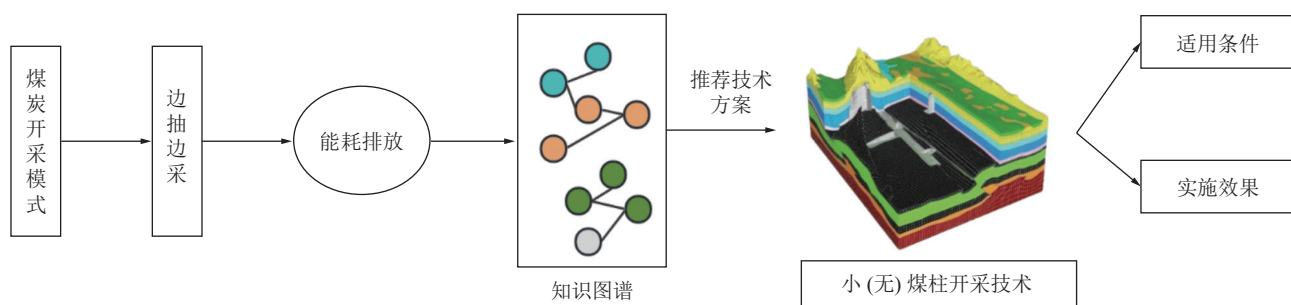 煤炭开采模式
边抽边采
能耗排放
知识图谱
推荐技术
方案
小 (无) 煤柱开采技术
适用条件
实施效果